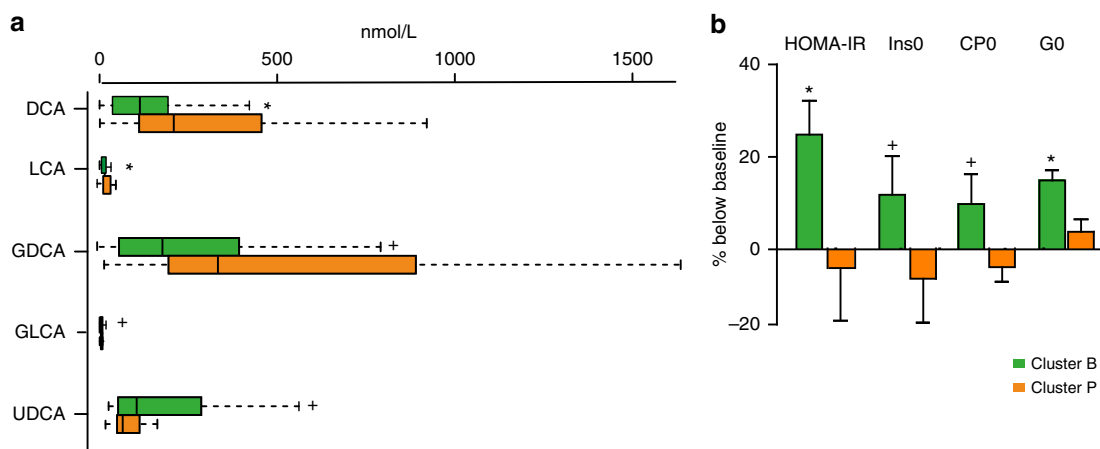 a
nmol/L
0 500 1000 1500
DCA
*
LCA
*
GDCA
+
GLCA
+
UDCA
+
b
HOMA-IR Ins0 CP0 G0
40
20
0
–20
% below baseline
* + + *
Cluster B
Cluster P